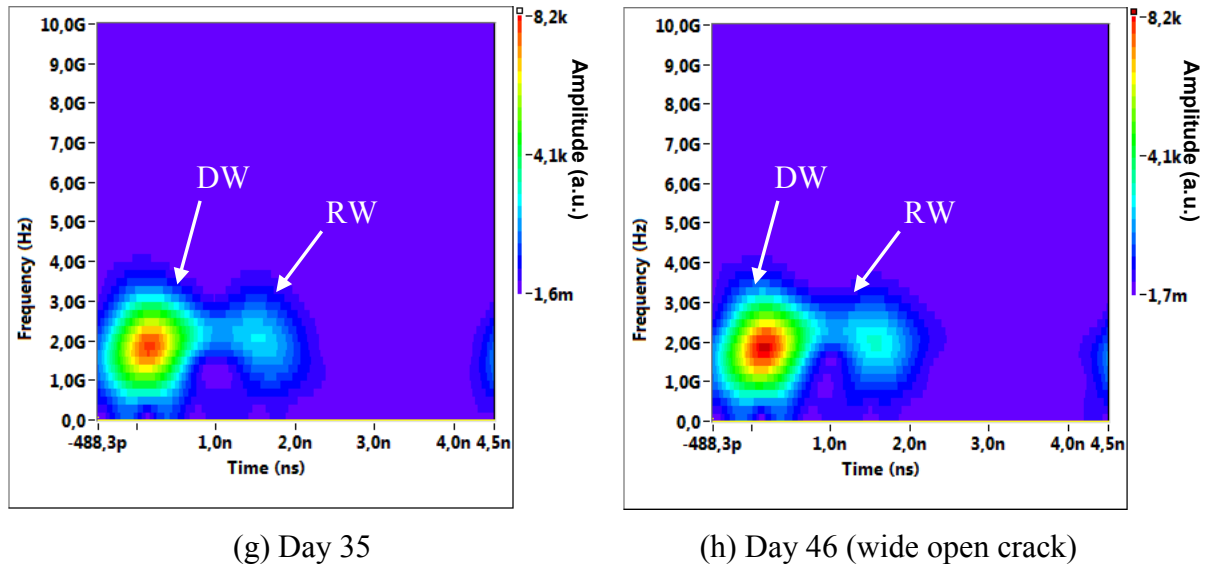 10,0G
9,0G
8,0G
7,0G
6,0G
5,0G
4,0G
3,0G
2,0G
1,0G
0,0
Frequency (Hz)
-488,3p
1,0n
2,0n
3,0n
4,0n
4,5n
Time (ns)
DW
RW
8,2k
4,1k
1,6m
Amplitude (a.u.)
(g) Day 35
10,0G
9,0G
8,0G
7,0G
6,0G
5,0G
4,0G
3,0G
2,0G
1,0G
0,0
Frequency (Hz)
-488,3p
1,0n
2,0n
3,0n
4,0n
4,5n
Time (ns)
DW
RW
8,2k
4,1k
1,7m
Amplitude (a.u.)
(h) Day 46 (wide open crack)